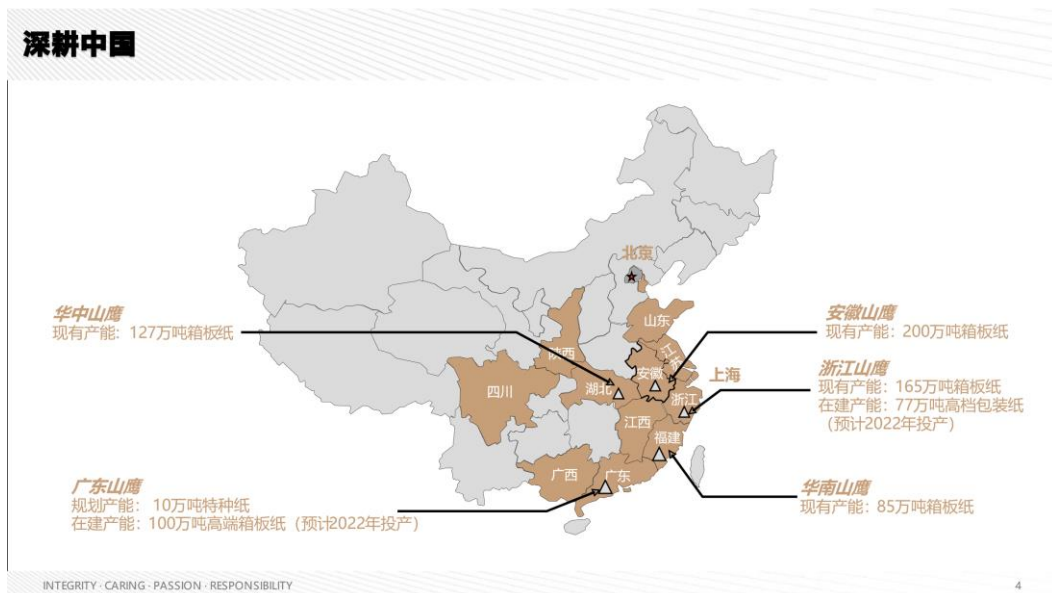 深耕中国
北京
华中山鹰
现有产能：127万吨箱板纸
安徽山鹰
现有产能：200万吨箱板纸
山东
江苏
陕西
安徽
上海
浙江山鹰
现有产能：165万吨箱板纸
在建产能：77万吨高档包装纸
（预计2022年投产）
四川
湖北
浙江
江西
福建
广西
广东
广东山鹰
规划产能： 10万吨特种纸
在建产能：100万吨高端箱板纸（预计2022年投产）
华南山鹰
现有产能：85万吨箱板纸
INTEGRITY · CARING · PASSION · RESPONSIBILITY
4